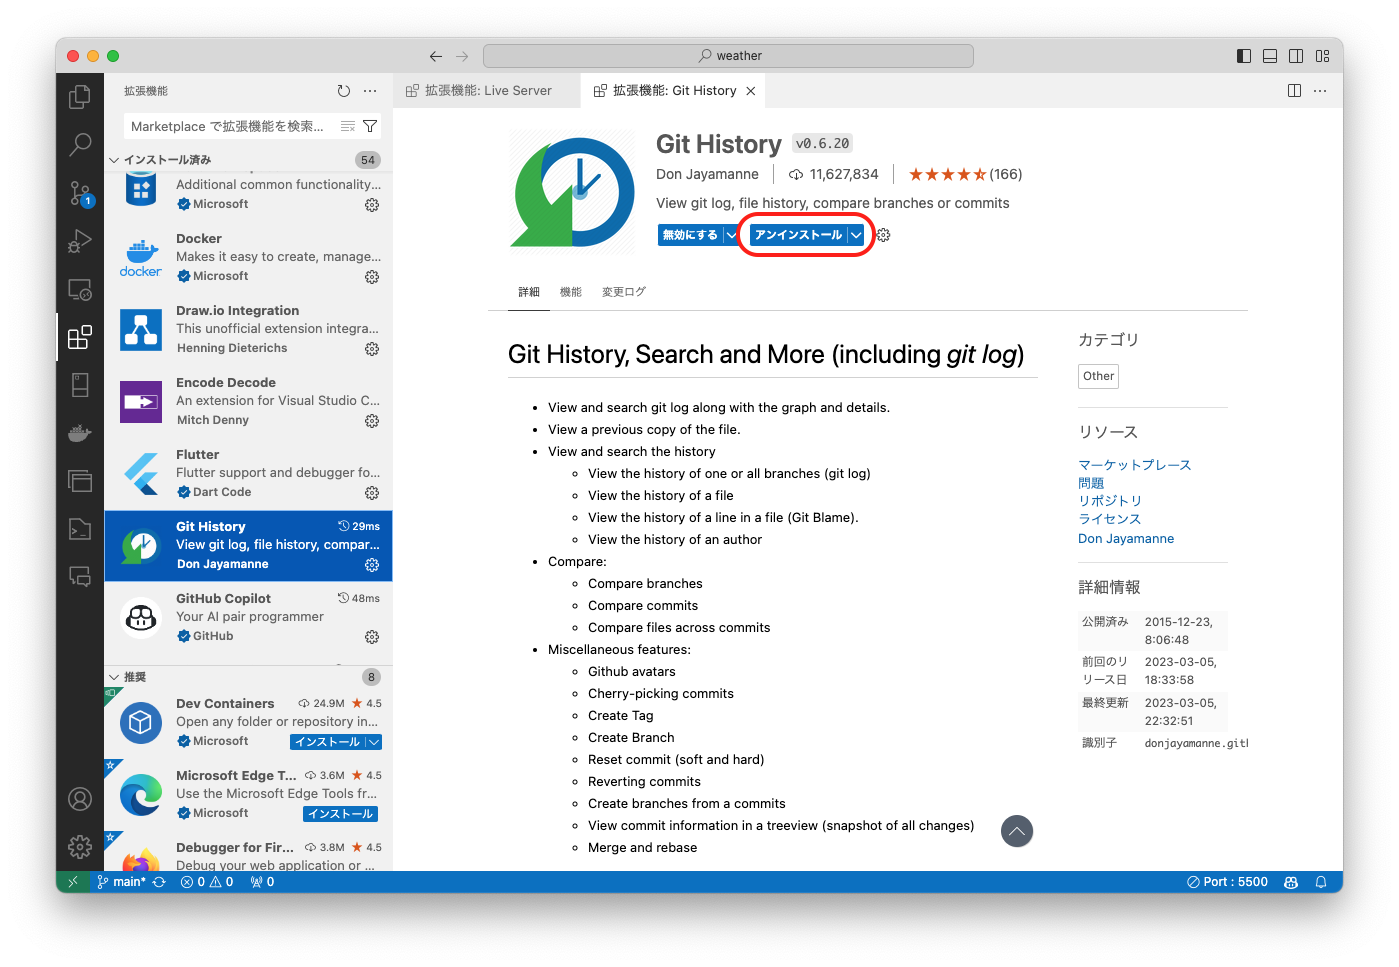 weather
拡張機能
Marketplace で拡張機能を検索...
インストール済み 54
Additional common functionality...
Microsoft
Docker
Makes it easy to create, manage...
Microsoft
docker
Draw.io Integration
This unofficial extension integra...
Henning Dieterichs
Encode Decode
An extension for Visual Studio C...
Mitch Denny
Flutter
Flutter support and debugger fo...
Dart Code
Git History 29ms
View git log, file history, compar...
Don Jayamanne
GitHub Copilot 48ms
Your AI pair programmer
GitHub
推奨 8
Dev Containers 24.9M ★ 4.5
Open any folder or repository in...
Microsoft インストール
Microsoft Edge T... 3.6M ★ 4.5
Use the Microsoft Edge Tools fr...
Microsoft インストール
Debugger for Fir... 3.8M ★ 4.5
Debug your web application or ...
1
拡張機能: Live Server
拡張機能: Git History
Git History v0.6.20
Don Jayamanne 11,627,834 (166)
View git log, file history, compare branches or commits
無効にする アンインストール
詳細 機能 変更ログ
Git History, Search and More (including git log)
• View and search git log along with the graph and details.
• View a previous copy of the file.
• View and search the history
◦ View the history of one or all branches (git log)
◦ View the history of a file
◦ View the history of a line in a file (Git Blame).
◦ View the history of an author
• Compare:
◦ Compare branches
◦ Compare commits
◦ Compare files across commits
• Miscellaneous features:
◦ Github avatars
◦ Cherry-picking commits
◦ Create Tag
◦ Create Branch
◦ Reset commit (soft and hard)
◦ Reverting commits
◦ Create branches from a commits
◦ View commit information in a treeview (snapshot of all changes)
◦ Merge and rebase
カテゴリ
Other
リソース
マーケットプレース
問題
リポジトリ
ライセンス
Don Jayamanne
詳細情報
公開済み 2015-12-23,
8:06:48
前回のリ 2023-03-05,
リース日 18:33:58
最終更新 2023-03-05,
22:32:51
識別子 donjayamanne.git
main* 0 0 0
Port : 5500